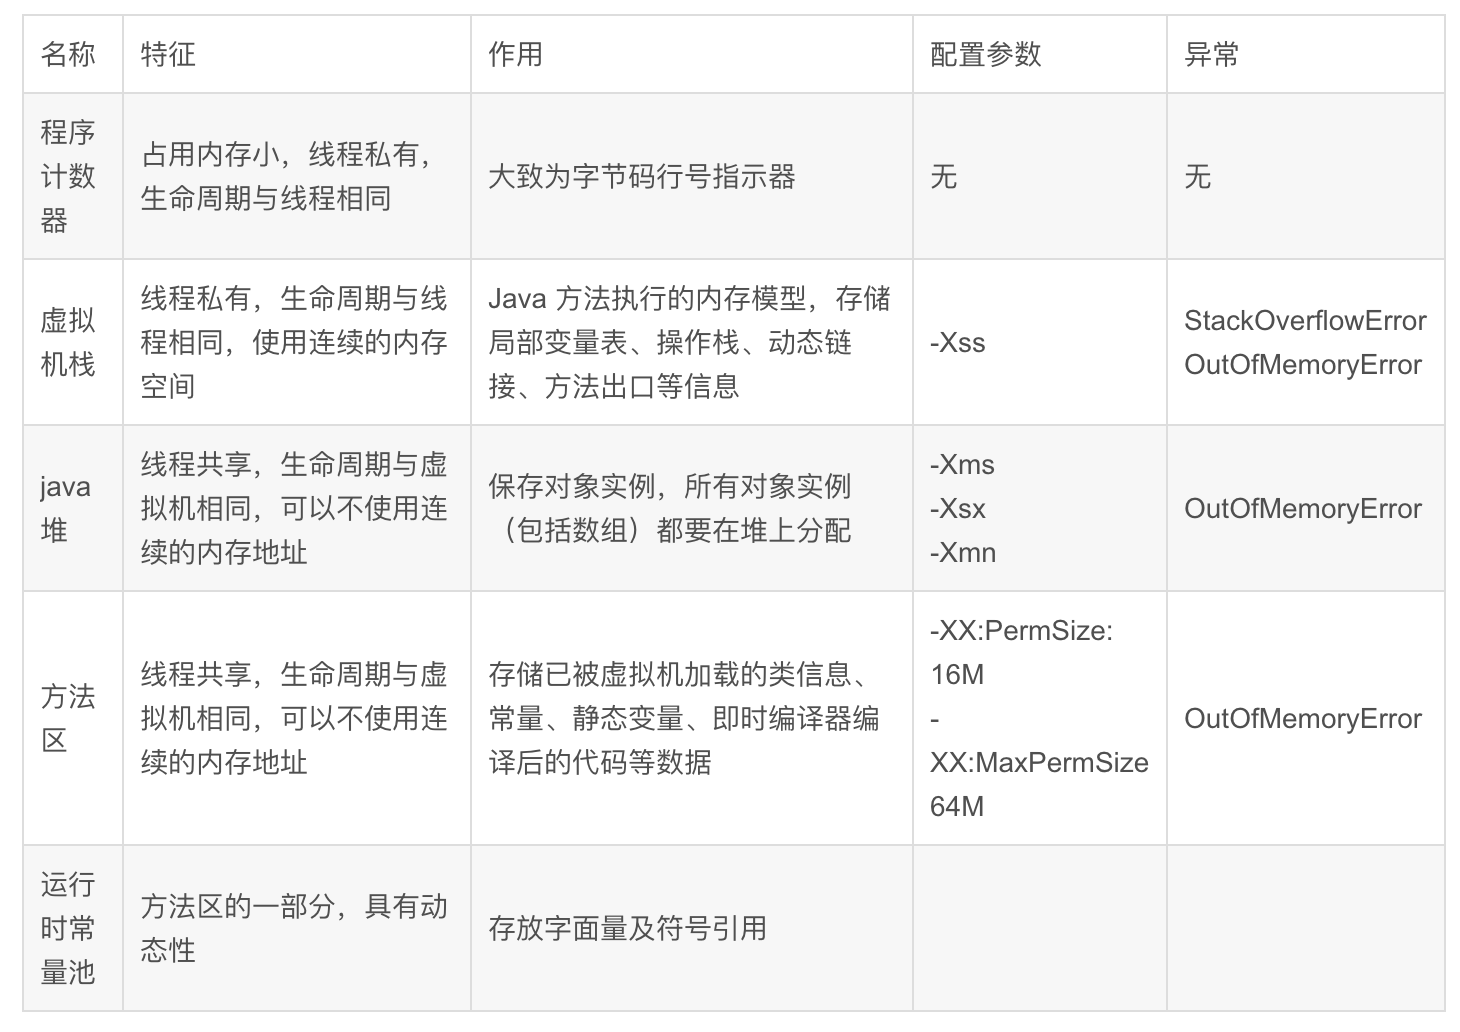 名称
特征
作用
配置参数
异常
程序
计数
器
占用内存小，线程私有，
生命周期与线程相同
大致为字节码行号指示器
无
无
虚拟
机栈
线程私有，生命周期与线
程相同，使用连续的内存
空间
Java 方法执行的内存模型，存储
局部变量表、操作栈、动态链
接、方法出口等信息
-Xss
StackOverflowError
OutOfMemoryError
java
堆
线程共享，生命周期与虚
拟机相同，可以不使用连
续的内存地址
保存对象实例，所有对象实例
（包括数组）都要在堆上分配
-Xms
-Xsx
-Xmn
OutOfMemoryError
方法
区
线程共享，生命周期与虚
拟机相同，可以不使用连
续的内存地址
存储已被虚拟机加载的类信息、
常量、静态变量、即时编译器编
译后的代码等数据
-XX:PermSize:
16M
-
XX:MaxPermSize
64M
OutOfMemoryError
运行
时常
量池
方法区的一部分，具有动
态性
存放字面量及符号引用